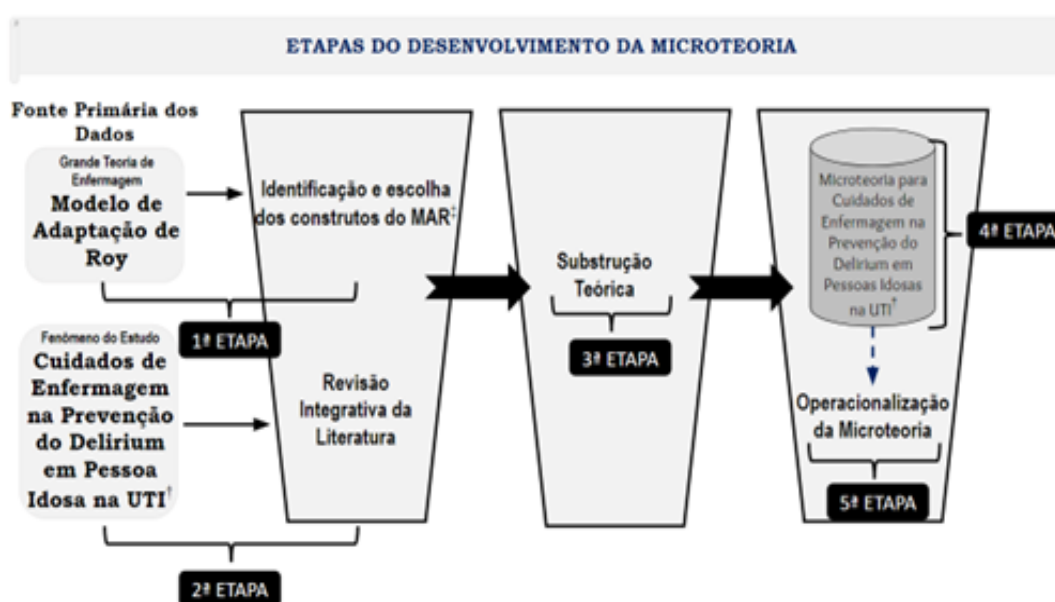 ETAPAS DO DESENVOLVIMENTO DA MICROTEORIA
Fonte Primária dos
Dados
Grande Teoria de
Enfermagem
Modelo de
Adaptação de
Roy
1ª ETAPA
Fenómeno do Estudo
Cuidados de
Enfermagem
na Prevenção
do Delirium
em Pessoa
Idosa na UTI†
2ª ETAPA
Identificação e escolha
dos construtos do MAR‡
Revisão
Integrativa da
Literatura
Substrução
Teórica
3ª ETAPA
Microteoria para
Cuidados de
Enfermagem na
Prevenção do
Delirium em
Pessoas Idosas
na UTI†
4ª ETAPA
Operacionalização
da Microteoria
5ª ETAPA